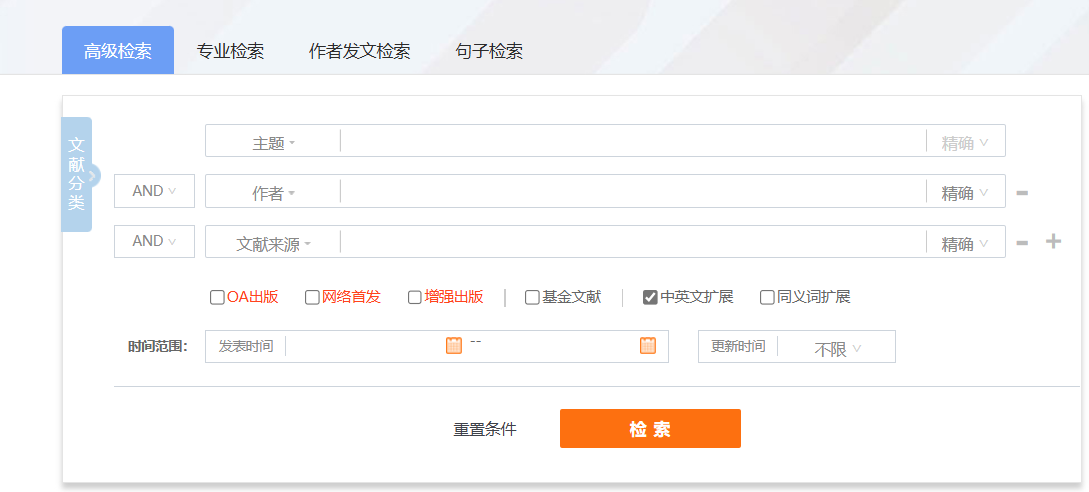 高级检索 专业检索 作者发文检索 句子检索
文献分类
主题 精确
AND 作者 精确
AND 文献来源 精确
OA出版 网络首发 增强出版 基金文献 中英文扩展 同义词扩展
时间范围: 发表时间 -- 更新时间 不限
重置条件 检索